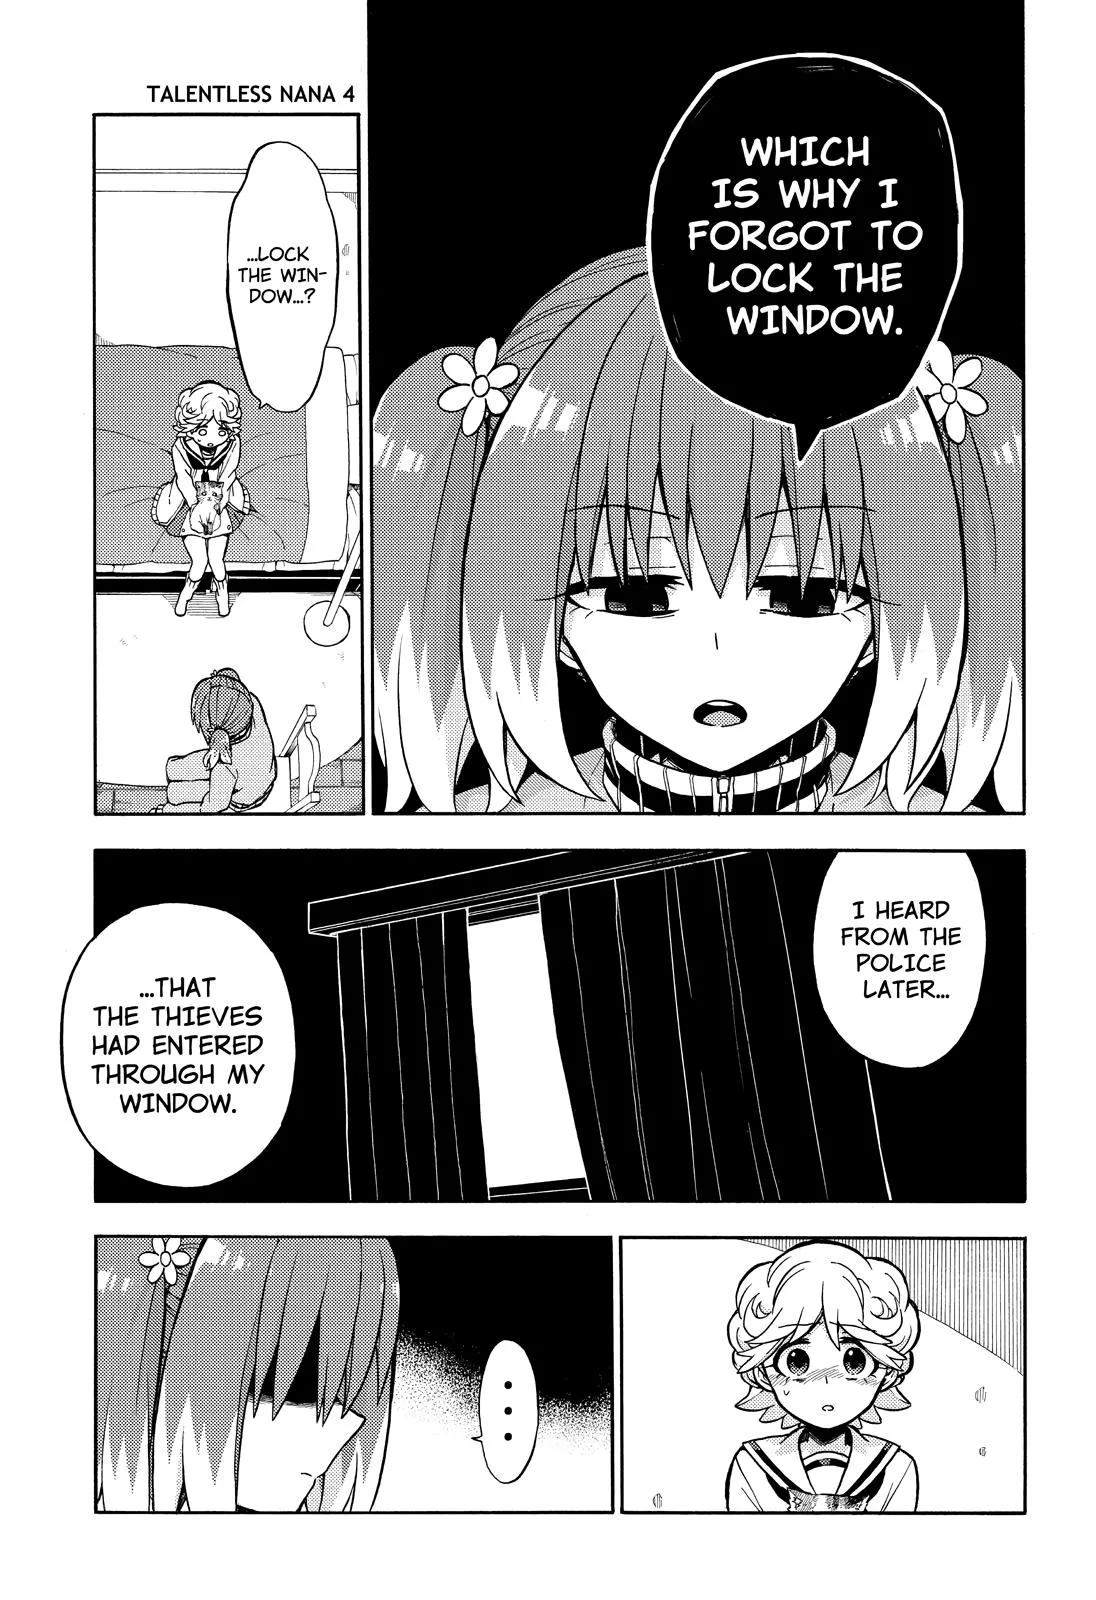 TALENTLESS NANA 4
WHICH
IS WHY I
FORGOT TO
LOCK THE
WINDOW.
...LOCK
THE WIN-
DOW...?
I HEARD
FROM THE
POLICE
LATER...
...THAT
THE THIEVES
HAD ENTERED
THROUGH MY
WINDOW.
...